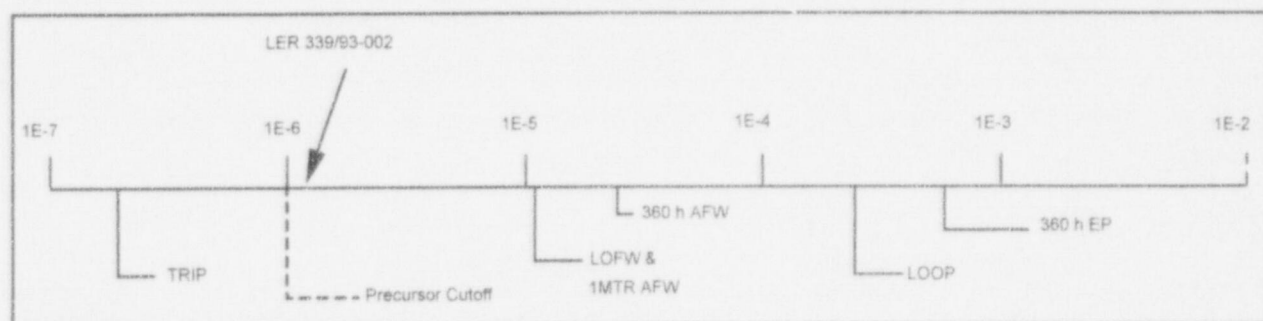 LER 339/93-002
1E-7
1E-6
1E-5
1E-4
1E-3
1E-2
360 h AFW
360 h EP
TRIP
LOFW &
1MTR AFW
LOOP
Precursor Cutoff